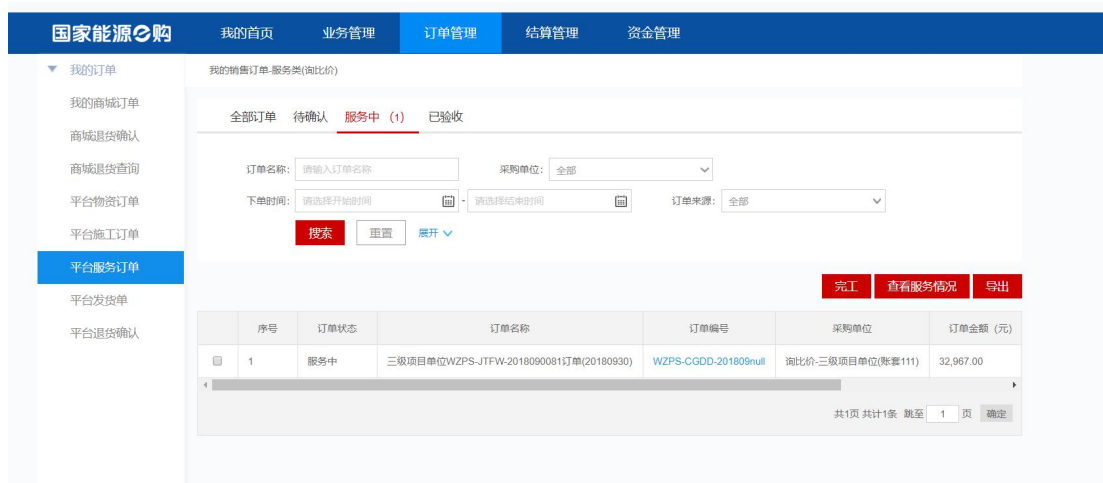 国家能源e购 我的首页 业务管理 订单管理 结算管理 资金管理
我的订单
我的商城订单
商城退货确认
商城退货查询
平台物资订单
平台施工订单
平台服务订单
平台发货单
平台退货确认
我的销售订单-服务类(询比价)
全部订单 待确认 服务中 (1) 已验收
订单名称: 请输入订单名称 采购单位: 全部
下单时间: 请选择开始时间 - 请选择结束时间 订单来源: 全部
搜索 重置 展开
完工 查看服务情况 导出
序号 订单状态 订单名称 订单编号 采购单位 订单金额 (元)
1 服务中 三级项目单位WZPS-JTFW-2018090081订单(20180930) WZPS-CGDD-201809null 询比价-三级项目单位(账套111) 32,967.00
共1页 共计1条 跳至 1 页 确定